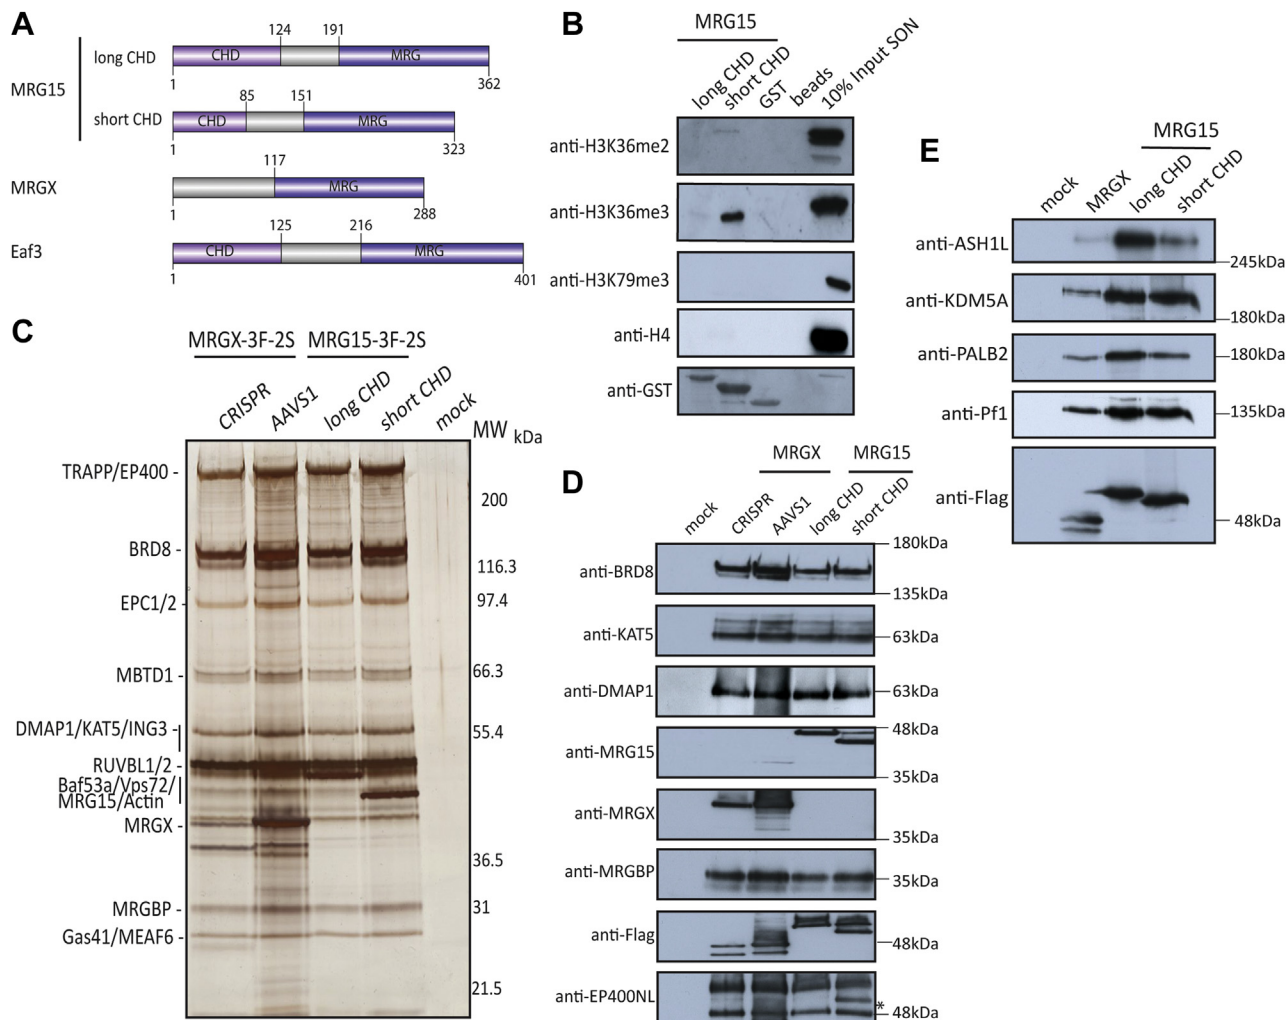 A
MRG15
long CHD
124
191
CHD
MRG
1
362
short CHD
85
151
CHD
MRG
1
323
MRGX
117
MRG
1
288
Eaf3
125
216
CHD
MRG
1
401
B
MRG15
long CHD
short CHD
GST
beads
10% Input SON
anti-H3K36me2
anti-H3K36me3
anti-H3K79me3
anti-H4
anti-GST
C
MRGX-3F-2S
MRG15-3F-2S
CRISPR
AAVS1
long CHD
short CHD
mock
MW kDa
TRAPP/EP400 -
BRD8 -
EPC1/2 -
MBTD1 -
DMAP1/KAT5/ING3 -
RUVBL1/2 -
Baf53a/Vps72/
MRG15/Actin
MRGX -
MRGBP -
Gas41/MEAF6 -
200
116.3
97.4
66.3
55.4
36.5
31
21.5
D
MRGX
MRG15
mock
CRISPR
AAVS1
long CHD
short CHD
anti-BRD8
180kDa
135kDa
anti-KAT5
63kDa
anti-DMAP1
63kDa
anti-MRG15
48kDa
35kDa
anti-MRGX
35kDa
anti-MRGBP
35kDa
anti-Flag
48kDa
anti-EP400NL
*
48kDa
E
MRG15
mock
MRGX
long CHD
short CHD
anti-ASH1L
245kDa
anti-KDM5A
180kDa
anti-PALB2
180kDa
anti-Pf1
135kDa
anti-Flag
48kDa